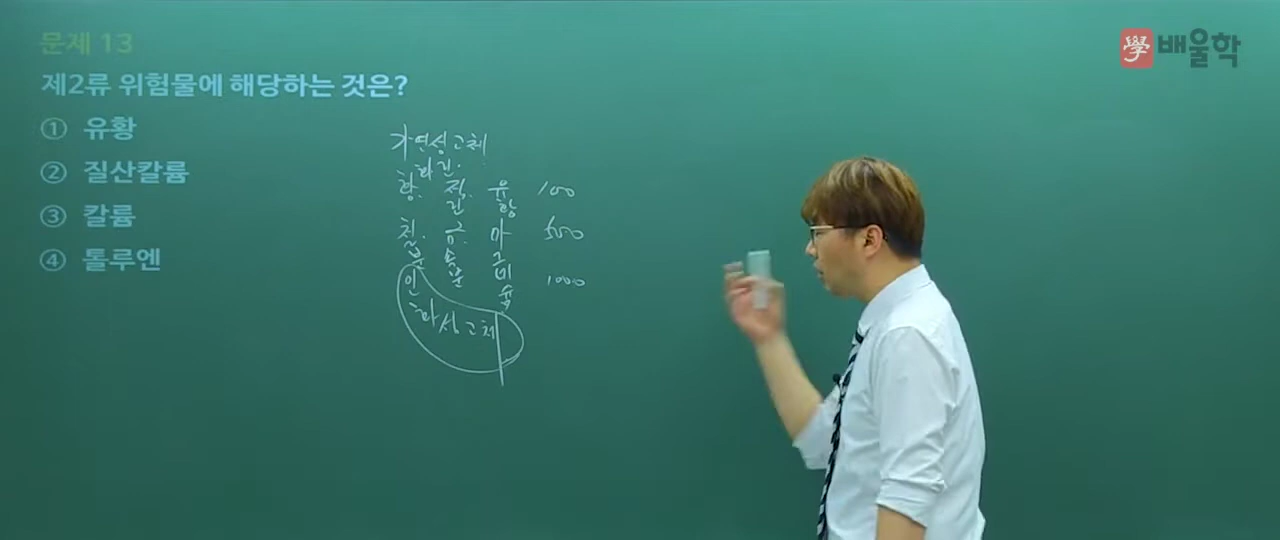 문제 13
學 배울학
제2류 위험물에 해당하는 것은?
① 유황
② 질산칼륨
③ 칼륨
④ 톨루엔
가연성고체
황. 적. 유 100
화린.
린 황
철. 금. 마 500
분 속 그
분 네
인 슘 1000
화성고체